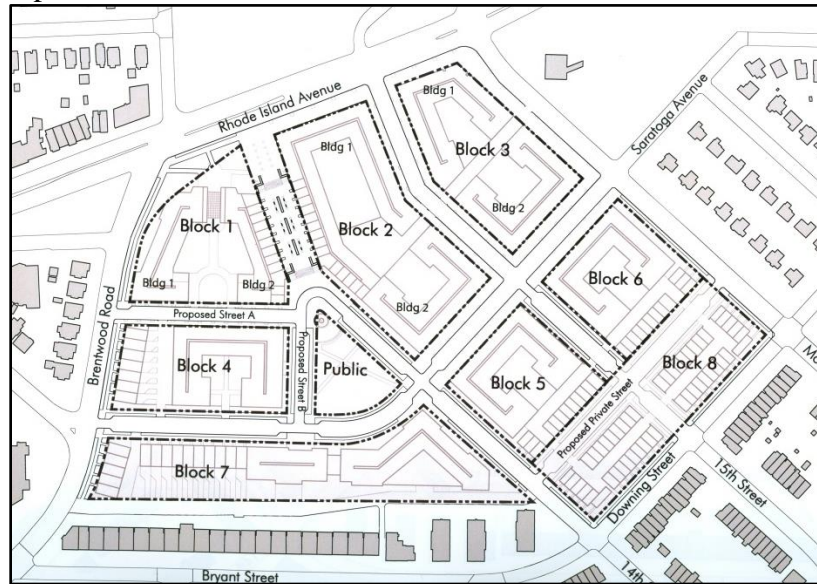 Rhode Island Avenue
Bldg 1
Block 3
Bldg 2
Saratoga Avenue
Bldg 1
Block 2
Bldg 2
Block 1
Bldg 1
Bldg 2
Block 6
Proposed Street A
Brentwood Road
Block 4
Proposed Street B
Public
Block 5
Block 8
Proposed Private Street
Block 7
Downing Street
15th Street
14th
Bryant Street